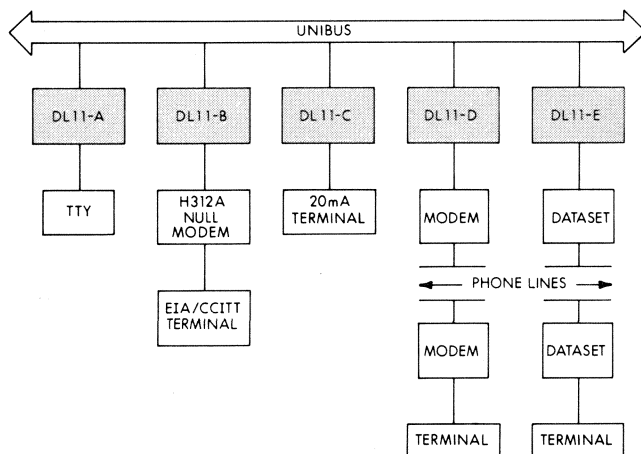 UNIBUS
DL11-A
DL11-B
DL11-C
DL11-D
DL11-E
TTY
H312A
NULL
MODEM
20mA
TERMINAL
MODEM
DATASET
PHONE LINES
EIA/CCITT
TERMINAL
MODEM
DATASET
TERMINAL
TERMINAL